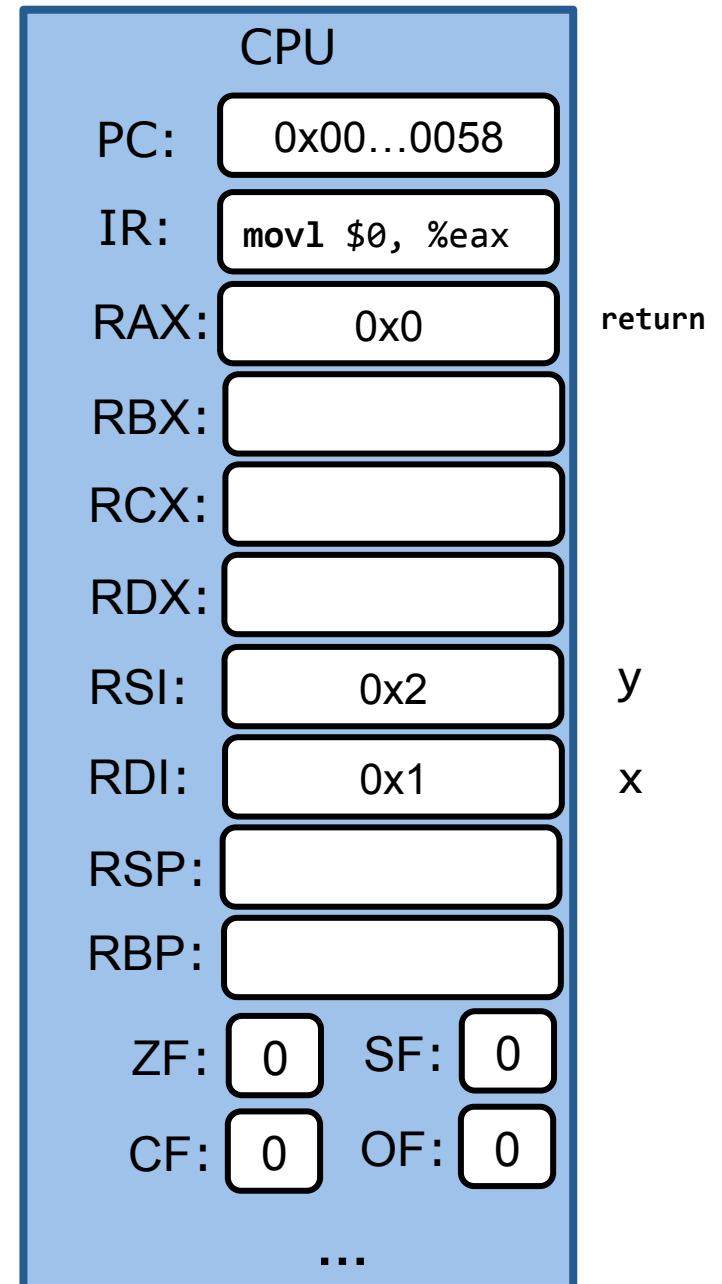 CPU
PC: 0x00...0058
IR: movl $0, %eax
RAX: 0x0 return
RBX:
RCX:
RDX:
RSI: 0x2 y
RDI: 0x1 x
RSP:
RBP:
ZF: 0 SF: 0
CF: 0 OF: 0
...